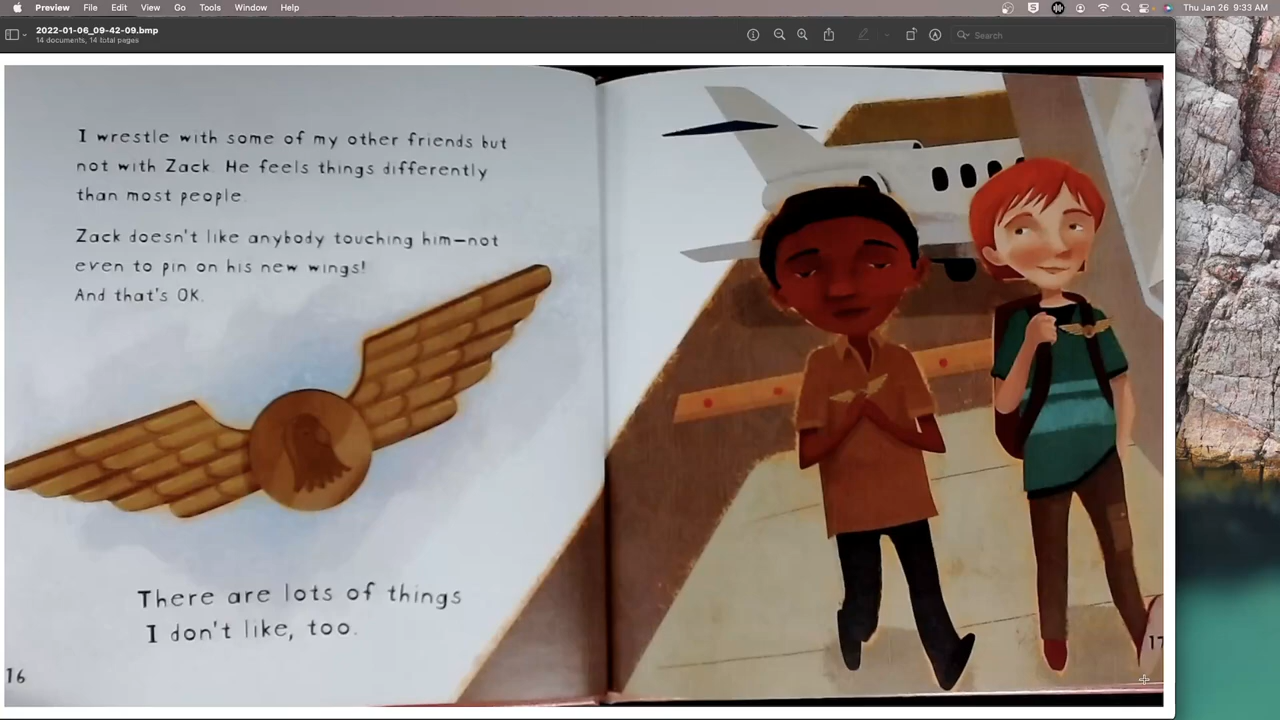 Preview File Edit View Go Tools Window Help
Thu Jan 26 9:33 AM
2022-01-06_09-42-09.bmp
14 documents, 14 total pages
Search
I wrestle with some of my other friends but
not with Zack. He feels things differently
than most people.
Zack doesn't like anybody touching him—not
even to pin on his new wings!
And that's OK.
There are lots of things
I don't like, too.
16
17